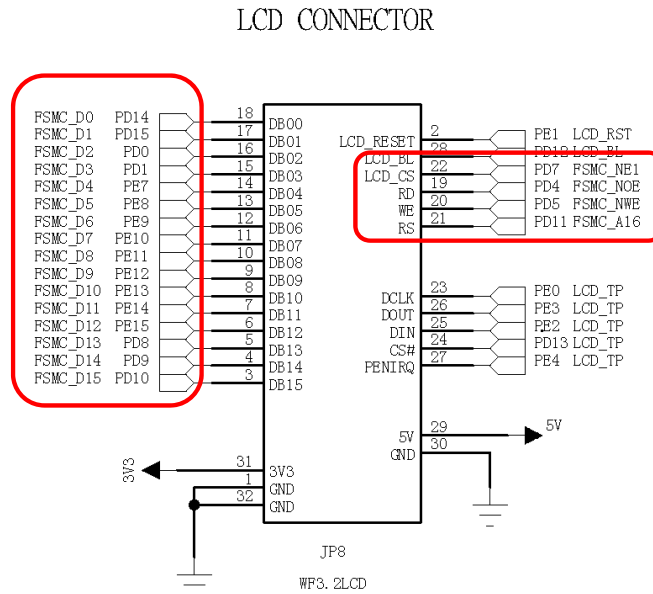 LCD CONNECTOR
FSMC_D0 PD14 18 DB00
FSMC_D1 PD15 17 DB01
FSMC_D2 PD0 16 DB02
FSMC_D3 PD1 15 DB03
FSMC_D4 PE7 14 DB04
FSMC_D5 PE8 13 DB05
FSMC_D6 PE9 12 DB06
FSMC_D7 PE10 11 DB07
FSMC_D8 PE11 10 DB08
FSMC_D9 PE12 9 DB09
FSMC_D10 PE13 8 DB10
FSMC_D11 PE14 7 DB11
FSMC_D12 PE15 6 DB12
FSMC_D13 PD8 5 DB13
FSMC_D14 PD9 4 DB14
FSMC_D15 PD10 3 DB15
3V3 31 3V3
1 GND
32 GND
LCD_RESET 2 PE1 LCD_RST
LCD_BL 28 PD12 LCD_BL
LCD_CS 22 PD7 FSMC_NE1
RD 19 PD4 FSMC_NOE
WE 20 PD5 FSMC_NWE
RS 21 PD11 FSMC_A16
DCLK 23 PE0 LCD_TP
DOUT 26 PE3 LCD_TP
DIN 25 PE2 LCD_TP
CS# 24 PD13 LCD_TP
PENIRQ 27 PE4 LCD_TP
5V 29 5V
GND 30
JP8
WF3.2LCD